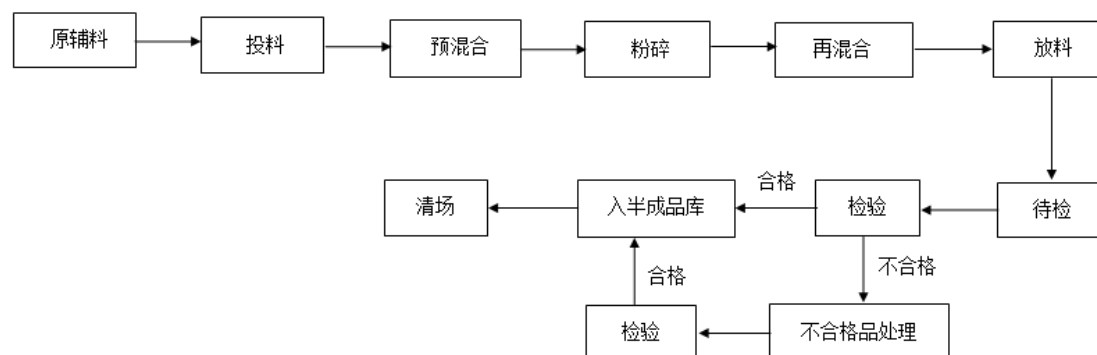 原辅料
投料
预混合
粉碎
再混合
放料
待检
检验
合格
入半成品库
清场
不合格
不合格品处理
检验
合格